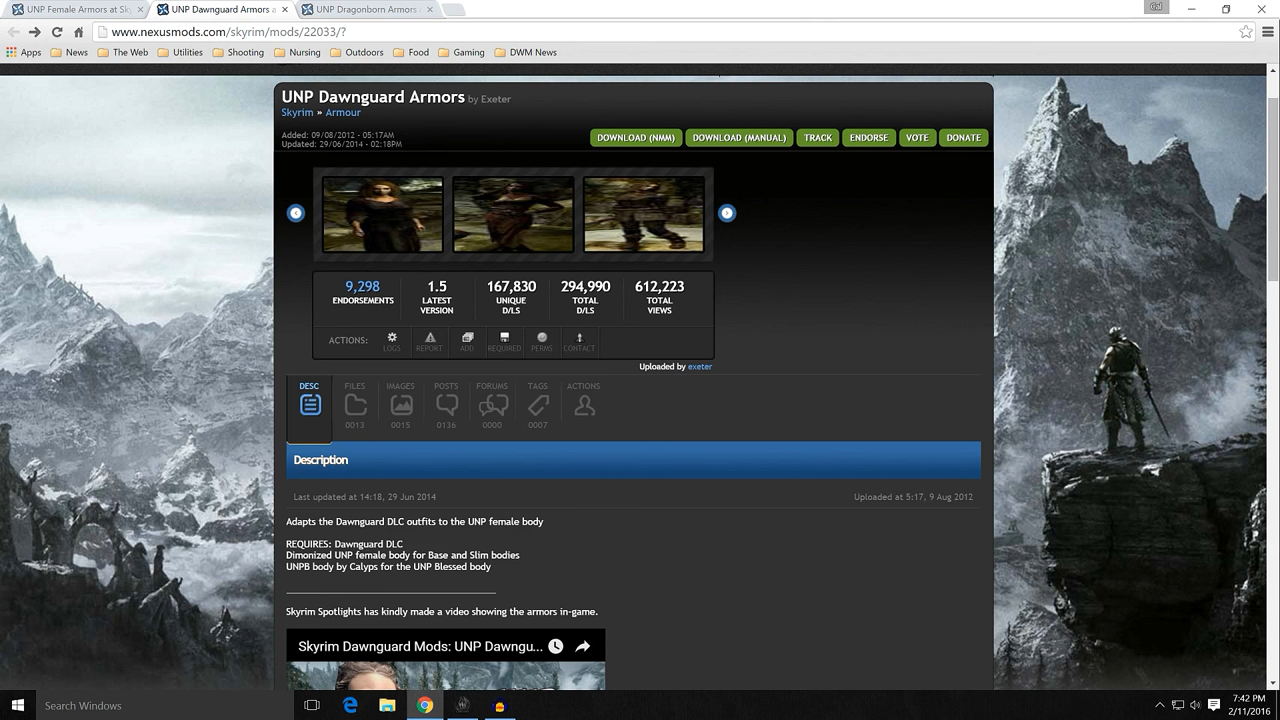 UNP Female Armors at Sk
UNP Dawnguard Armors a
UNP Dragonborn Armors
Gd
www.nexusmods.com/skyrim/mods/22033/?
Apps News The Web Utilities Shooting Nursing Outdoors Food Gaming DWM News
UNP Dawnguard Armors by Exeter
Skyrim » Armour
Added: 09/08/2012 - 05:17AM
Updated: 29/06/2014 - 02:18PM
DOWNLOAD (NMM) DOWNLOAD (MANUAL) TRACK ENDORSE VOTE DONATE
9,298 1.5 167,830 294,990 612,223
ENDORSEMENTS LATEST UNIQUE TOTAL TOTAL
VERSION D/LS D/LS VIEWS
ACTIONS: LOGS REPORT ADD REQUIRED PERMS CONTACT
Uploaded by exeter
DESC FILES IMAGES POSTS FORUMS TAGS ACTIONS
0013 0015 0136 0000 0007
Description
Last updated at 14:18, 29 Jun 2014 Uploaded at 5:17, 9 Aug 2012
Adapts the Dawnguard DLC outfits to the UNP female body
REQUIRES: Dawnguard DLC
Dimonized UNP female body for Base and Slim bodies
UNPB body by Calyps for the UNP Blessed body
Skyrim Spotlights has kindly made a video showing the armors in-game.
Skyrim Dawnguard Mods: UNP Dawngu...
Search Windows
7:42 PM
2/11/2016